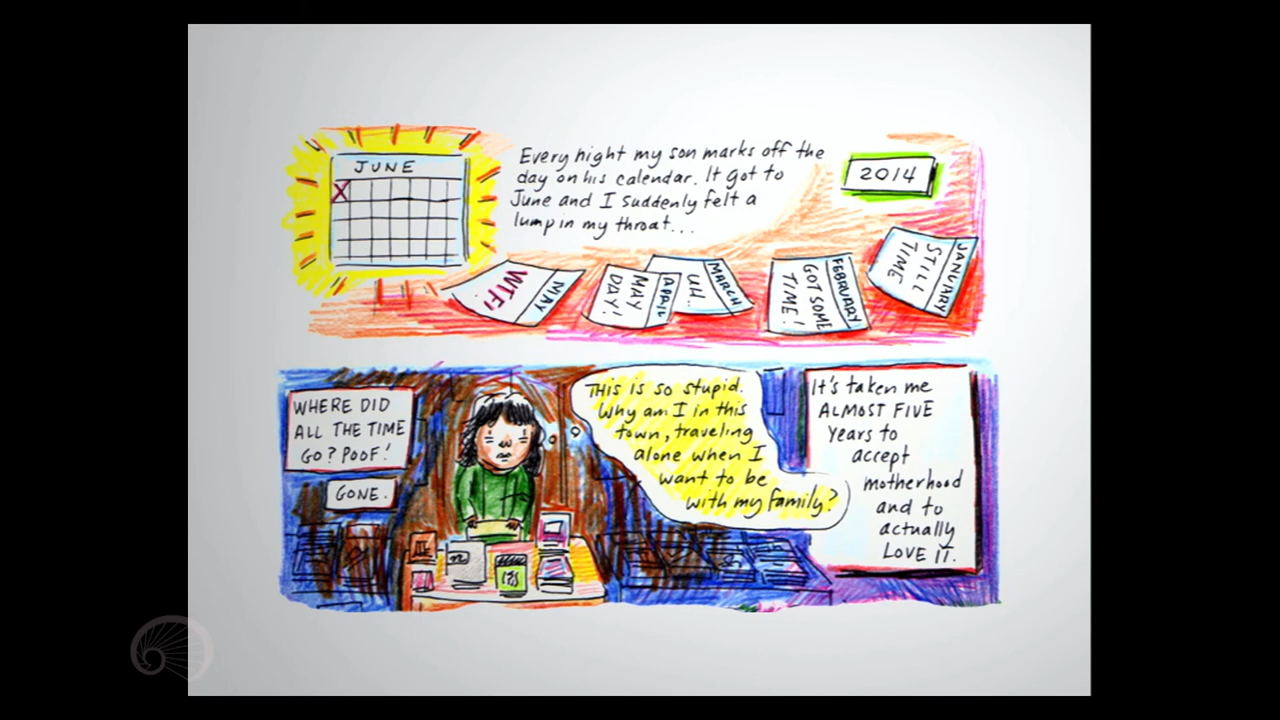 JUNE
X
Every night my son marks off the
day on his calendar. It got to
June and I suddenly felt a
lump in my throat...
2014
JANUARY
STILL
TIME
FEBRUARY
GOT SOME
TIME!
MARCH
UH..
APRIL
MAY
DAY!
MAY
WTF!
WHERE DID
ALL THE TIME
GO? POOF!
GONE.
THIS is so stupid.
Why am I in this
town, traveling
alone when I
want to be
with my family?
It's taken me
ALMOST FIVE
Years to
accept
motherhood
and to
actually
LOVE IT.